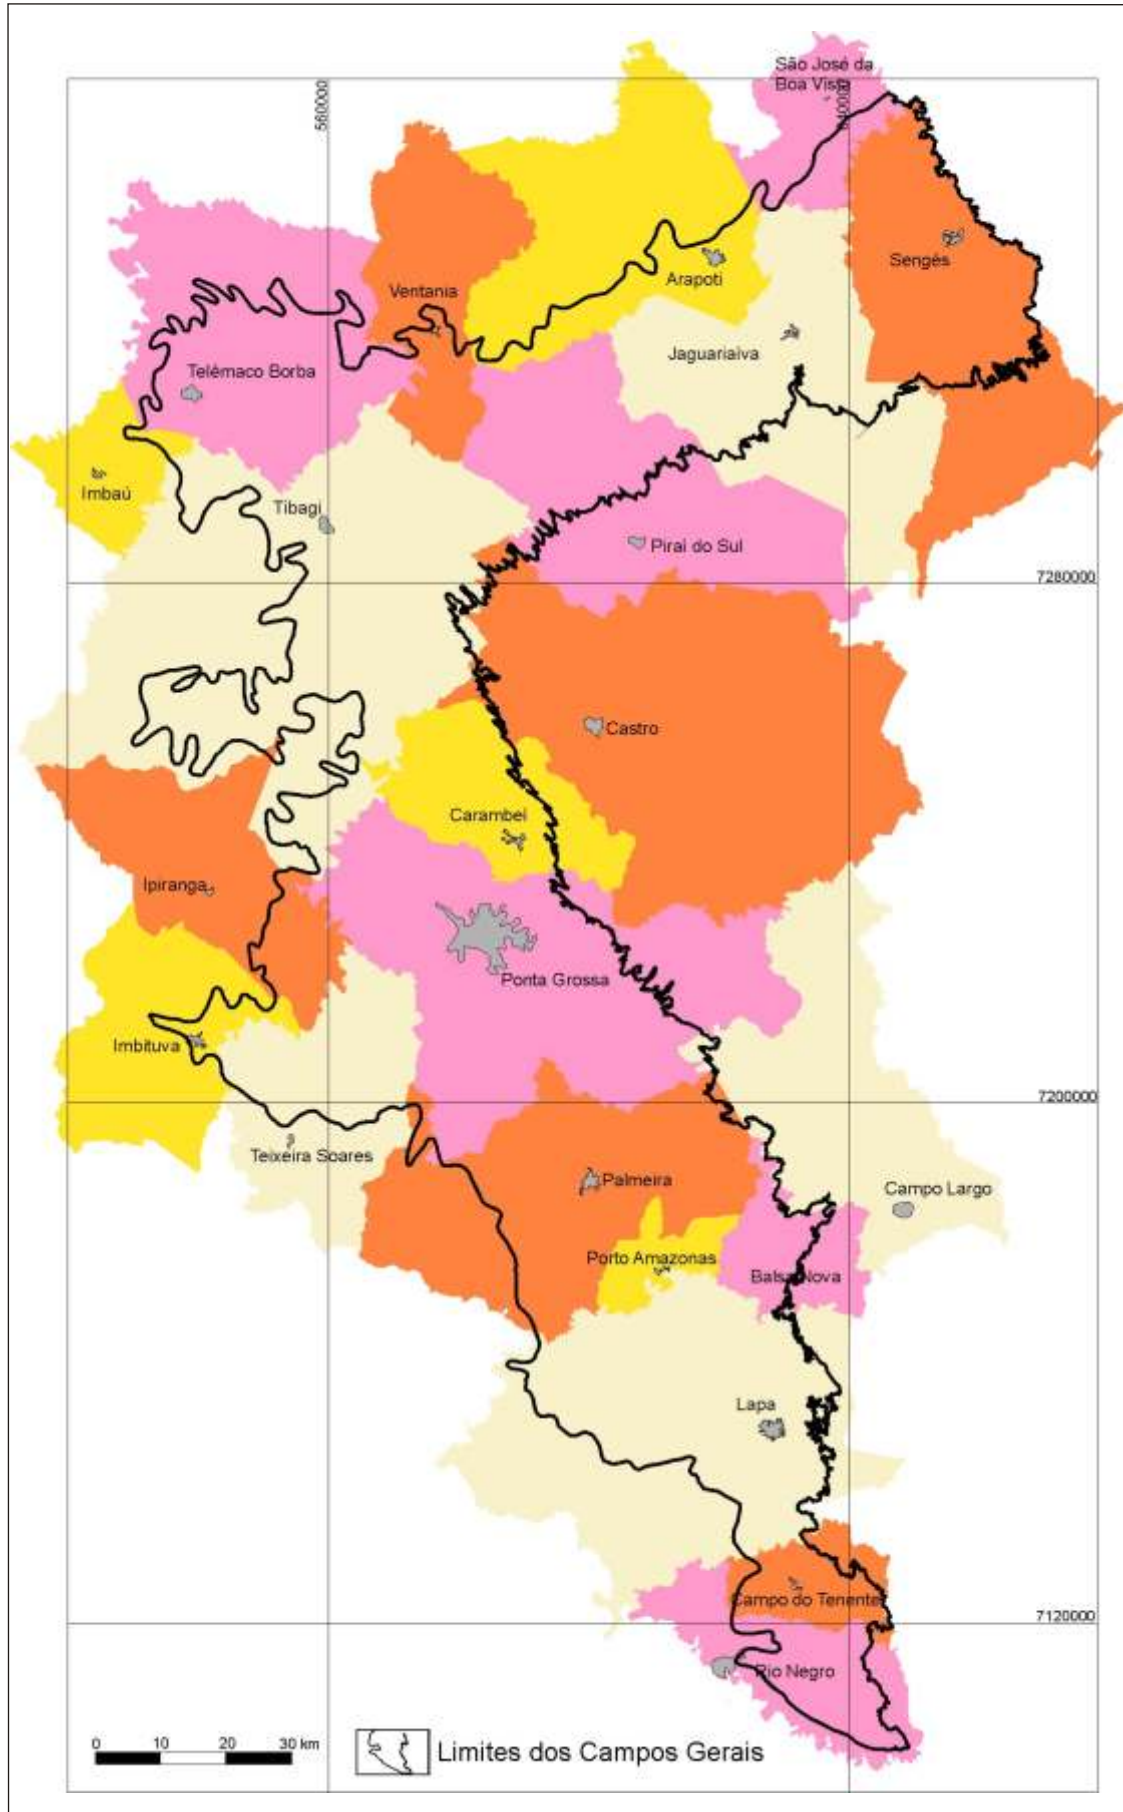 São José da
Boa Vista
560000
640000
Sengés
Arapoti
Ventania
Jaguariaíva
Telêmaco Borba
Imbaú
Tibagi
Piraí do Sul
7280000
Castro
Carambeí
Ipiranga
Ponta Grossa
Imbituva
7200000
Teixeira Soares
Palmeira
Campo Largo
Porto Amazonas
Balsa Nova
Lapa
Campo do Tenente
7120000
Rio Negro
0 10 20 30 km
Limites dos Campos Gerais